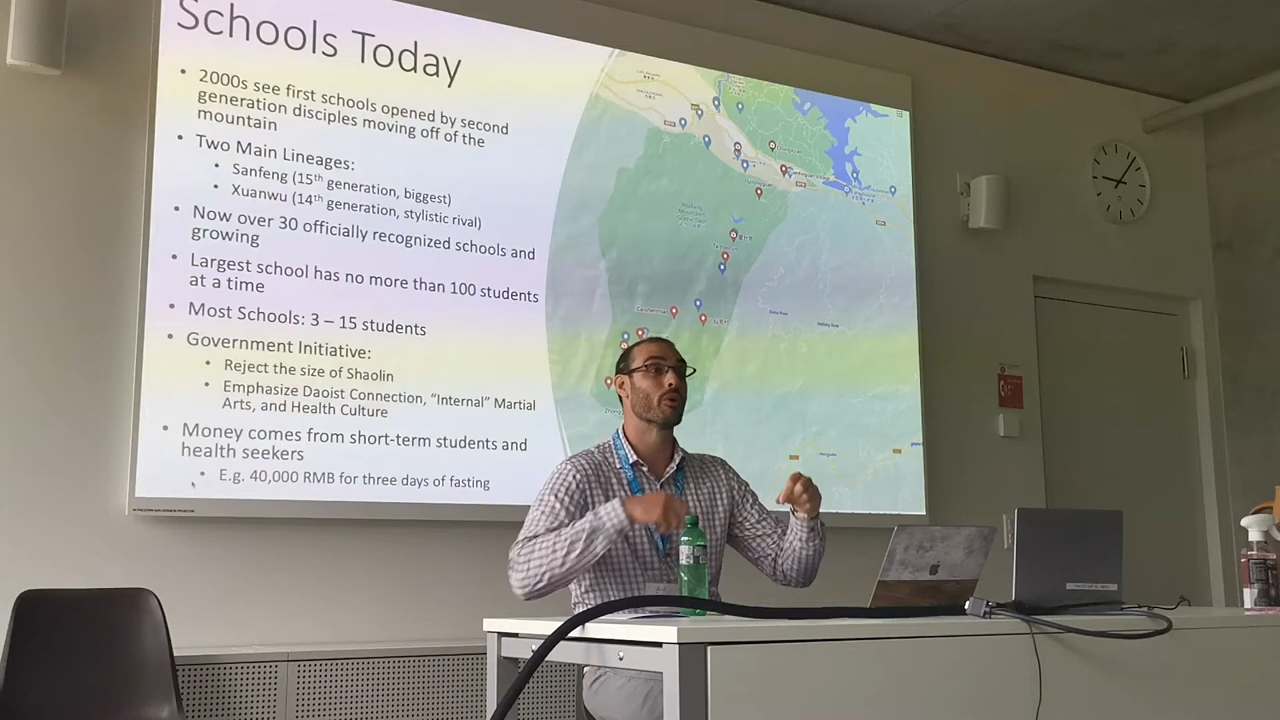 Schools Today
• 2000s see first schools opened by second
generation disciples moving off of the
mountain
• Two Main Lineages:
• Sanfeng (15th generation, biggest)
• Xuanwu (14th generation, stylistic rival)
• Now over 30 officially recognized schools and
growing
• Largest school has no more than 100 students
at a time
• Most Schools: 3 – 15 students
• Government Initiative:
• Reject the size of Shaolin
• Emphasize Daoist Connection, “Internal” Martial
Arts, and Health Culture
• Money comes from short-term students and
health seekers
• E.g. 40,000 RMB for three days of fasting